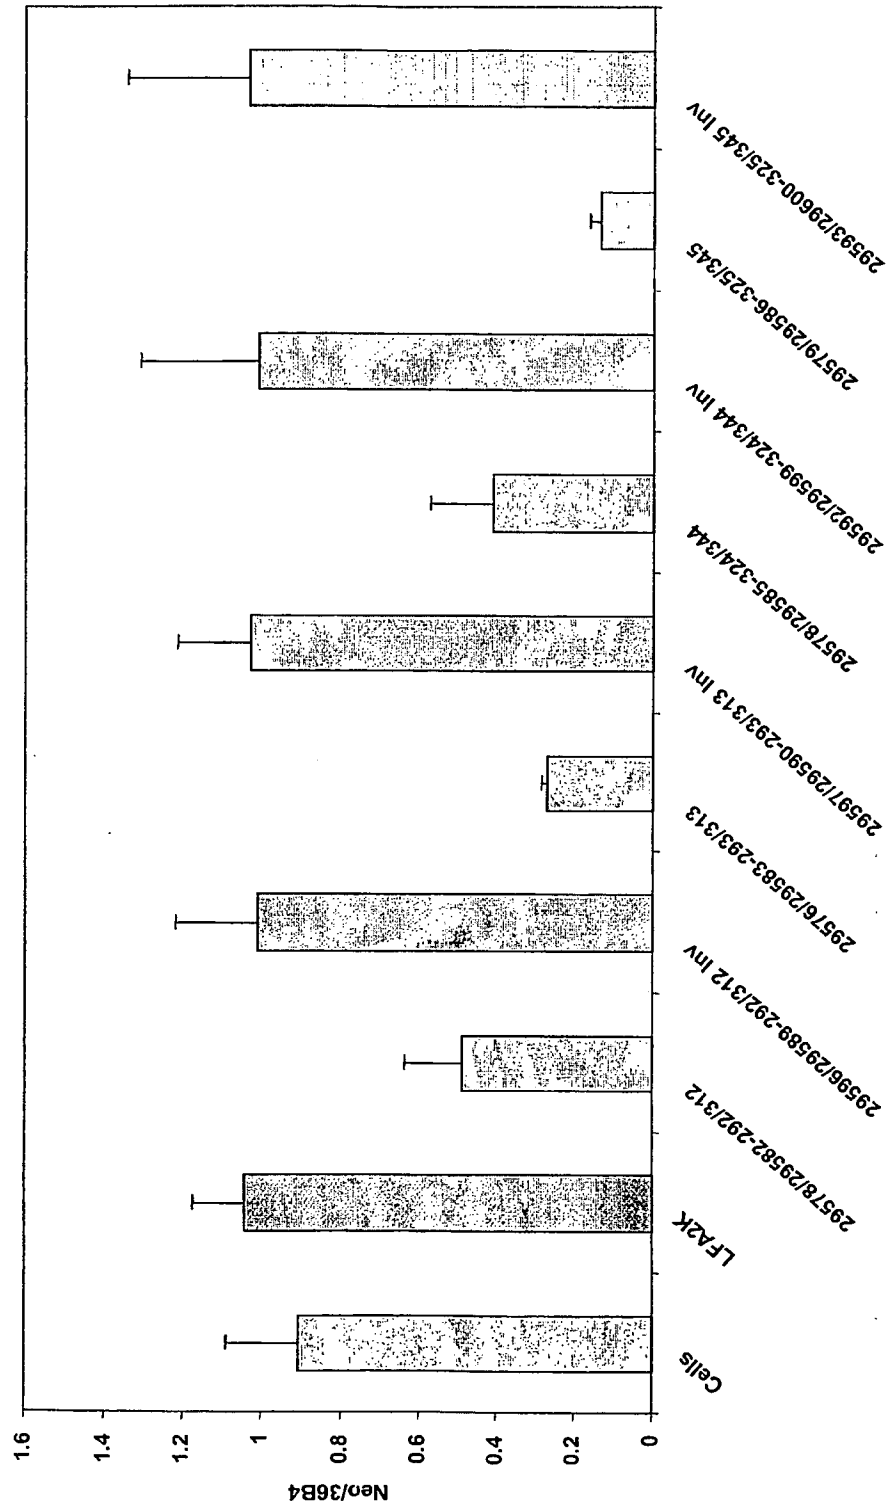 Neo/36B4
1.6
1.4
1.2
1
0.8
0.6
0.4
0.2
0
Cells
LFA2K
29578/29582-292/312
29596/29589-292/312 Inv
29576/29583-293/313
29597/29590-293/313 Inv
29578/29585-324/344
29592/29599-324/344 Inv
29579/29586-325/345
29593/29600-325/345 Inv